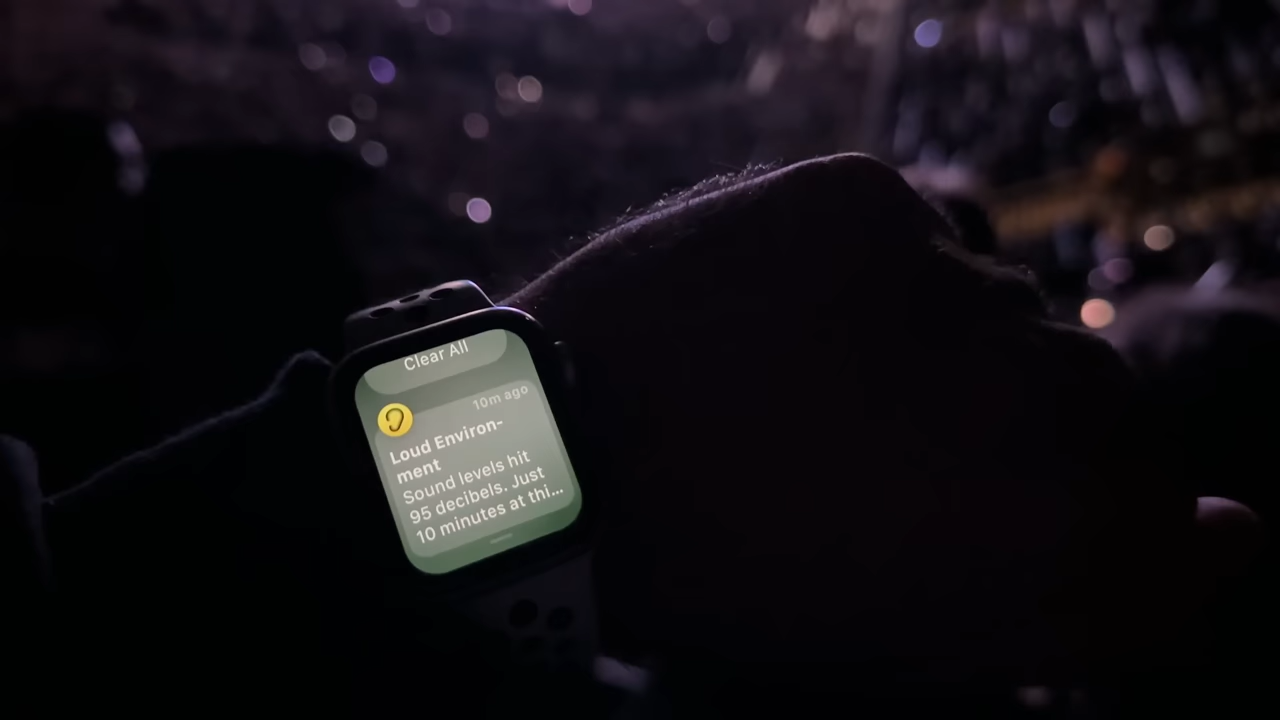 Clear All
10m ago
Loud Environ-
ment
Sound levels hit
95 decibels. Just
10 minutes at thi...